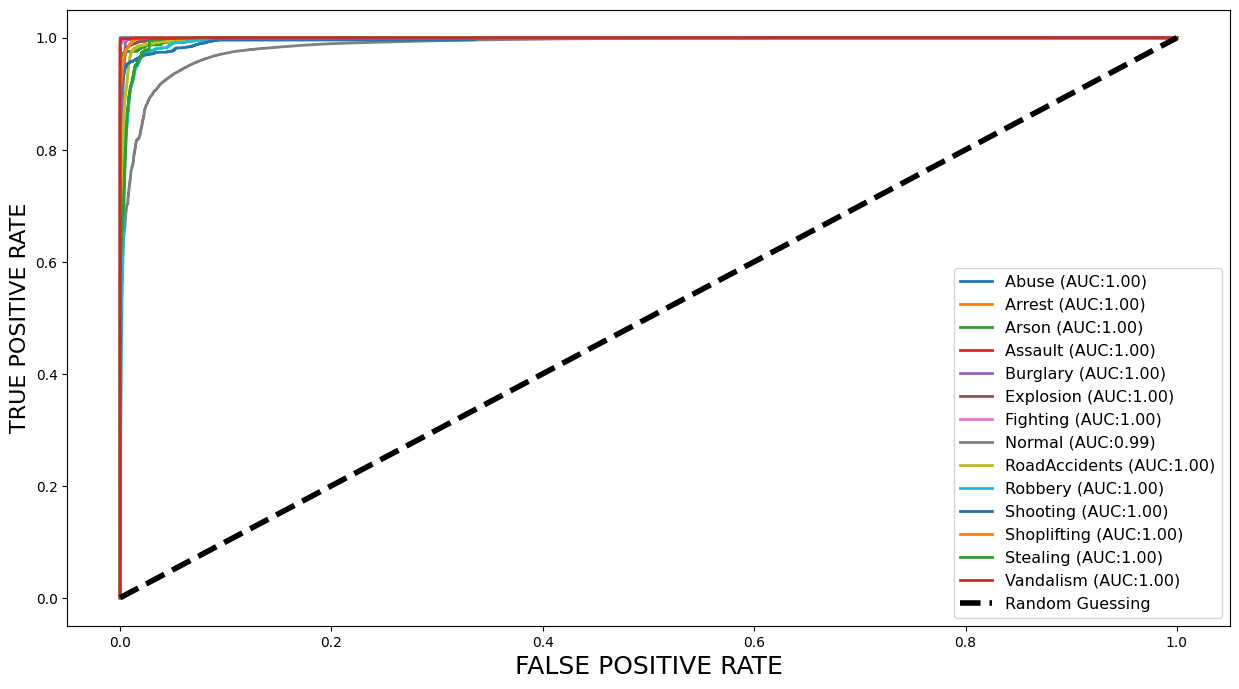 1.0
0.8
0.6
0.4
0.2
0.0
TRUE POSITIVE RATE
Abuse (AUC:1.00)
Arrest (AUC:1.00)
Arson (AUC:1.00)
Assault (AUC:1.00)
Burglary (AUC:1.00)
Explosion (AUC:1.00)
Fighting (AUC:1.00)
Normal (AUC:0.99)
RoadAccidents (AUC:1.00)
Robbery (AUC:1.00)
Shooting (AUC:1.00)
Shoplifting (AUC:1.00)
Stealing (AUC:1.00)
Vandalism (AUC:1.00)
Random Guessing
0.0 0.2 0.4 0.6 0.8 1.0
FALSE POSITIVE RATE